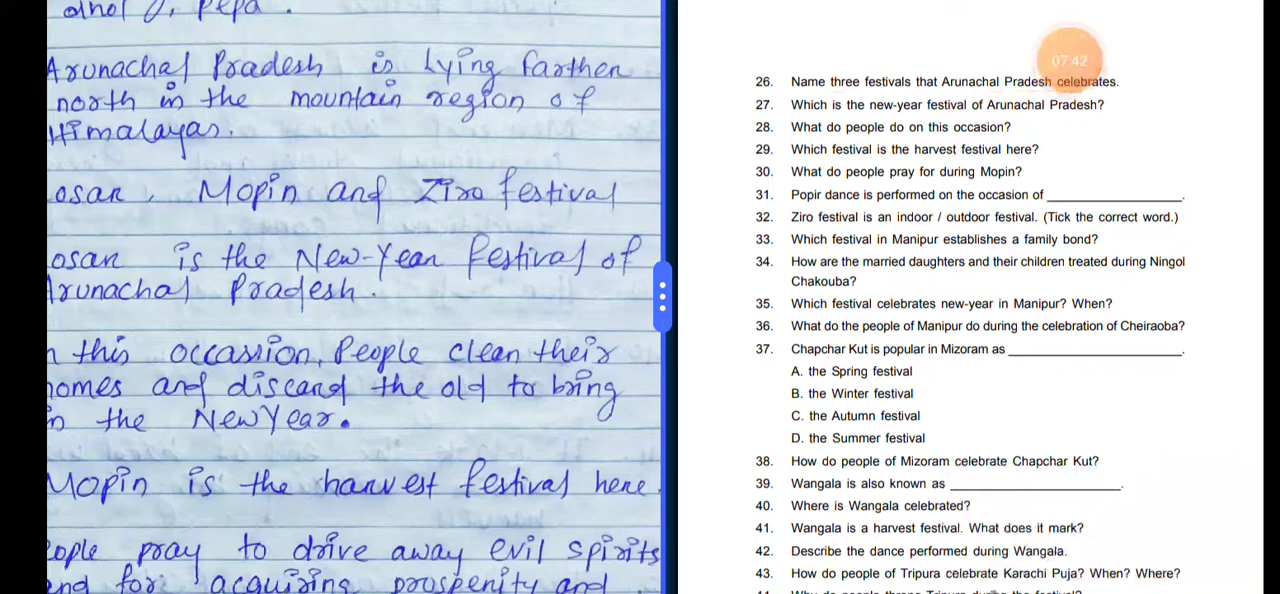 Arunachal Pradesh is Lying farther
north in the mountain region of
Himalayas.
osar, Mopin and Ziro festival
osar is the New-Year festival of
Arunachal Pradesh.
n this occassion, People clean their
homes and discard the old to bring
in the NewYear.
Mopin is the harvest festival here.
eople pray to drive away evil spirits
and for acquiring prosperity and
07:42
26. Name three festivals that Arunachal Pradesh celebrates.
27. Which is the new-year festival of Arunachal Pradesh?
28. What do people do on this occasion?
29. Which festival is the harvest festival here?
30. What do people pray for during Mopin?
31. Popir dance is performed on the occasion of ____________________.
32. Ziro festival is an indoor / outdoor festival. (Tick the correct word.)
33. Which festival in Manipur establishes a family bond?
34. How are the married daughters and their children treated during Ningol
Chakouba?
35. Which festival celebrates new-year in Manipur? When?
36. What do the people of Manipur do during the celebration of Cheiraoba?
37. Chapchar Kut is popular in Mizoram as _________________________.
A. the Spring festival
B. the Winter festival
C. the Autumn festival
D. the Summer festival
38. How do people of Mizoram celebrate Chapchar Kut?
39. Wangala is also known as _________________________.
40. Where is Wangala celebrated?
41. Wangala is a harvest festival. What does it mark?
42. Describe the dance performed during Wangala.
43. How do people of Tripura celebrate Karachi Puja? When? Where?